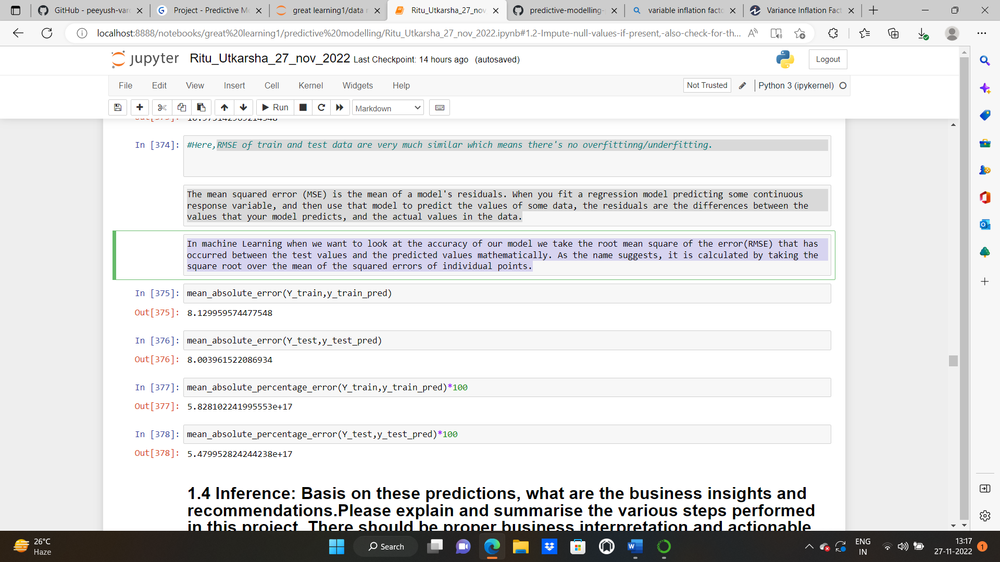 GitHub - peeyush-varc
Project - Predictive Mo
great learning1/data m
Ritu_Utkarsha_27_nov
predictive-modelling-
variable inflation facto
Variance Inflation Fact
localhost:8888/notebooks/great%20learning1/predictive%20modelling/Ritu_Utkarsha_27_nov_2022.ipynb#1.2-Impute-null-values-if-present,-also-check-for-th...
jupyter Ritu_Utkarsha_27_nov_2022 Last Checkpoint: 14 hours ago (autosaved)
Logout
File Edit View Insert Cell Kernel Widgets Help
Not Trusted
Python 3 (ipykernel)
Run
Markdown
In [374]: #Here,RMSE of train and test data are very much similar which means there's no overfittinng/underfitting.
The mean squared error (MSE) is the mean of a model's residuals. When you fit a regression model predicting some continuous
response variable, and then use that model to predict the values of some data, the residuals are the differences between the
values that your model predicts, and the actual values in the data.
In machine Learning when we want to look at the accuracy of our model we take the root mean square of the error(RMSE) that has
occurred between the test values and the predicted values mathematically. As the name suggests, it is calculated by taking the
square root over the mean of the squared errors of individual points.
In [375]: mean_absolute_error(Y_train,y_train_pred)
Out[375]: 8.129959574477548
In [376]: mean_absolute_error(Y_test,y_test_pred)
Out[376]: 8.003961522086934
In [377]: mean_absolute_percentage_error(Y_train,y_train_pred)*100
Out[377]: 5.828102241995553e+17
In [378]: mean_absolute_percentage_error(Y_test,y_test_pred)*100
Out[378]: 5.479952824244238e+17
1.4 Inference: Basis on these predictions, what are the business insights and
recommendations.Please explain and summarise the various steps performed
in this project. There should be proper business interpretation and actionable
26°C
Haze
Search
ENG
IN
13:17
27-11-2022
1